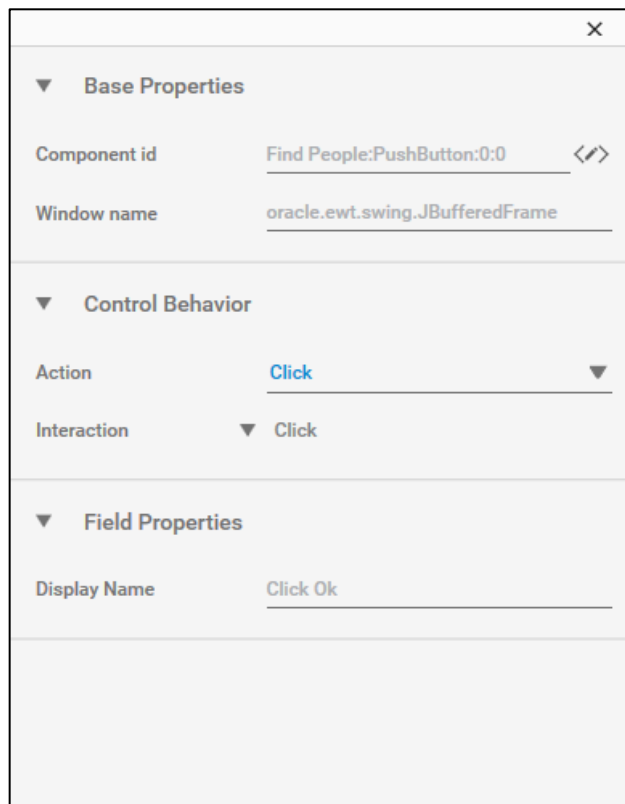 Base Properties
Component id Find People:PushButton:0:0
Window name oracle.ewt.swing.JBufferedFrame
Control Behavior
Action Click
Interaction Click
Field Properties
Display Name Click Ok